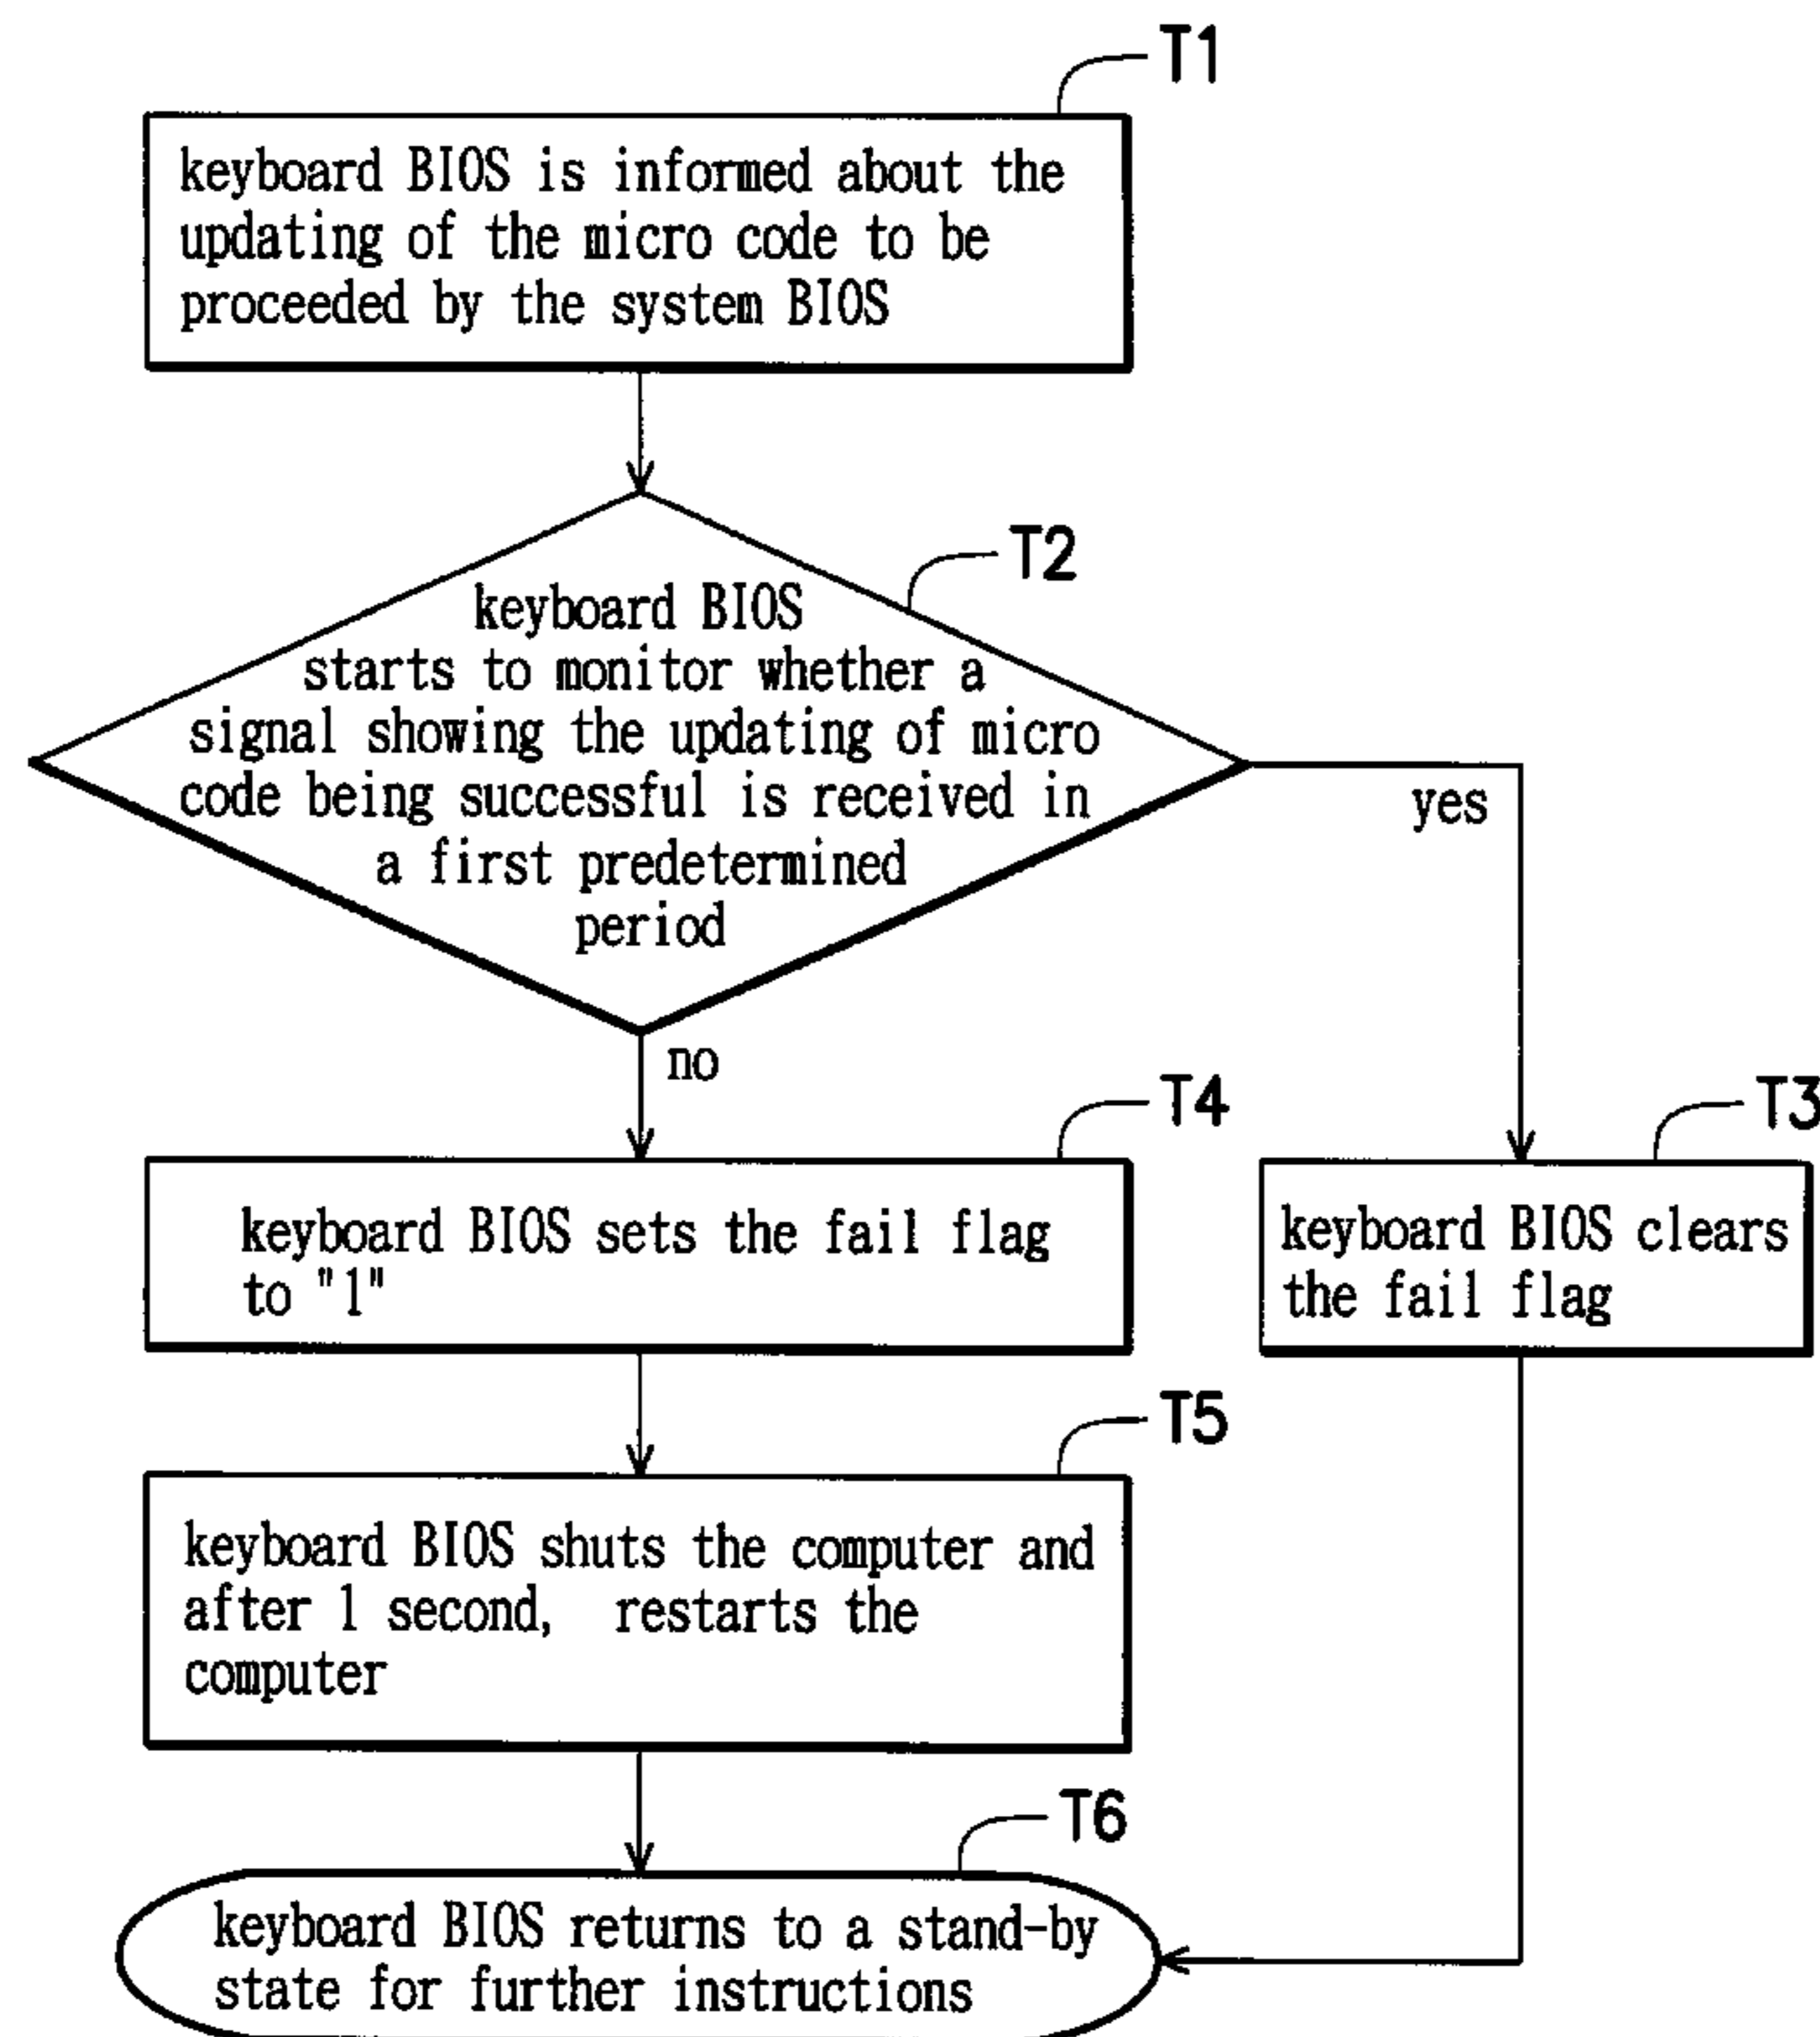 T1
keyboard BIOS is informed about the
updating of the micro code to be
proceeded by the system BIOS
T2
keyboard BIOS
starts to monitor whether a
signal showing the updating of micro
code being successful is received in
a first predetermined
period
yes
no
T4
keyboard BIOS sets the fail flag
to "1"
T3
keyboard BIOS clears
the fail flag
T5
keyboard BIOS shuts the computer and
after 1 second, restarts the
computer
T6
keyboard BIOS returns to a stand-by
state for further instructions